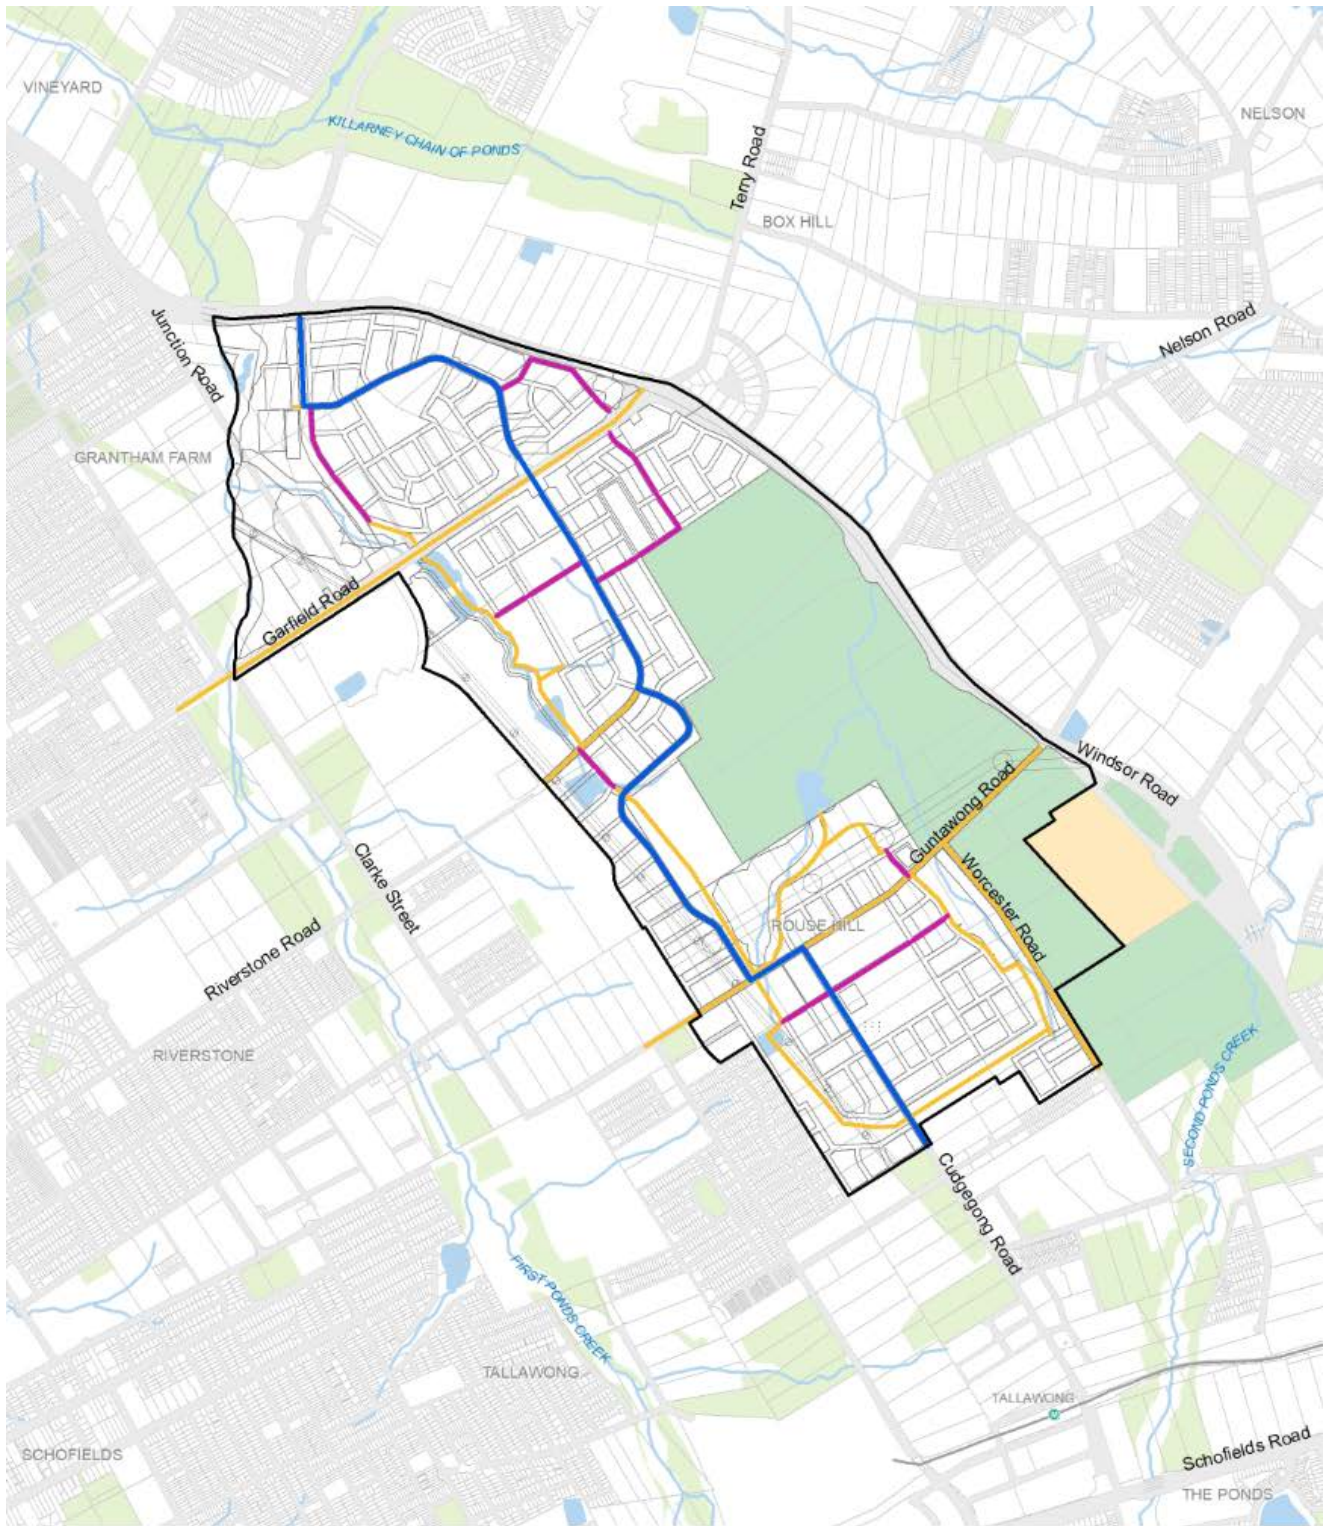 VINEYARD
NELSON
KILLARNEY CHAIN OF PONDS
Terry Road
BOX HILL
Junction Road
Nelson Road
GRANTHAM FARM
Garfield Road
Windsor Road
Guntawong Road
Clarke Street
Worcester Road
ROUSE HILL
Riverstone Road
RIVERSTONE
SECOND PONDS CREEK
Cudgegong Road
FIRST PONDS CREEK
TALLAWONG
TALLAWONG
M
SCHOFIELDS
Schofields Road
THE PONDS